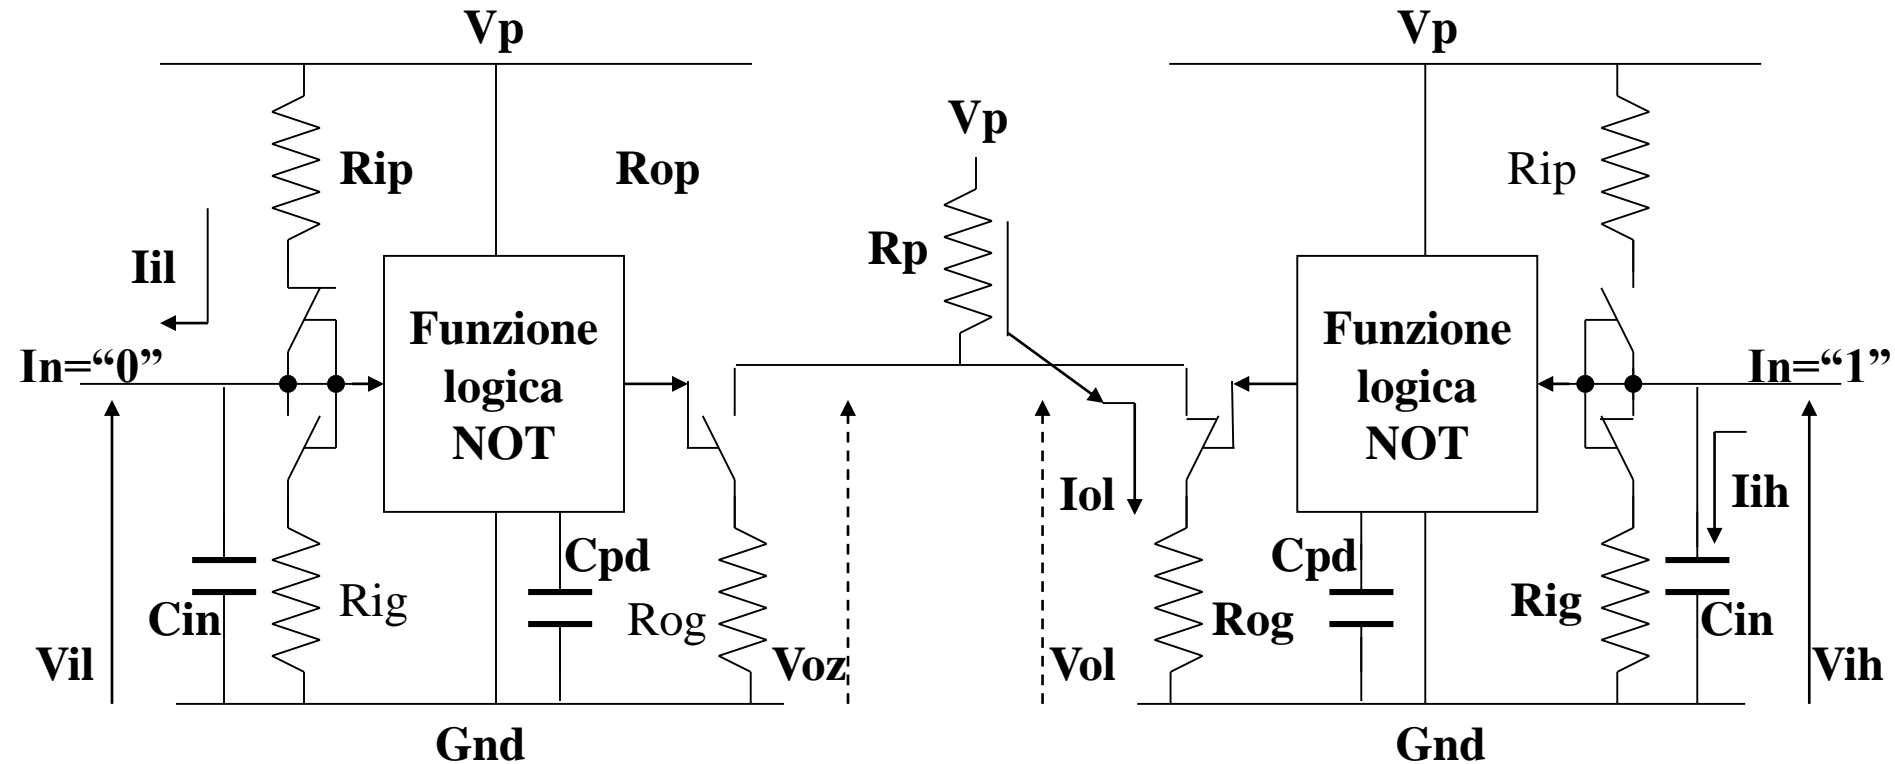 Vp
Vp
Vp
Rip
Rop
Rip
Rp
Iil
Funzione
logica
NOT
Funzione
logica
NOT
In=“0”
In=“1”
Iol
Iih
Cpd
Cpd
Cin
Rig
Rog
Rog
Rig
Cin
Vil
Voz
Vol
Vih
Gnd
Gnd